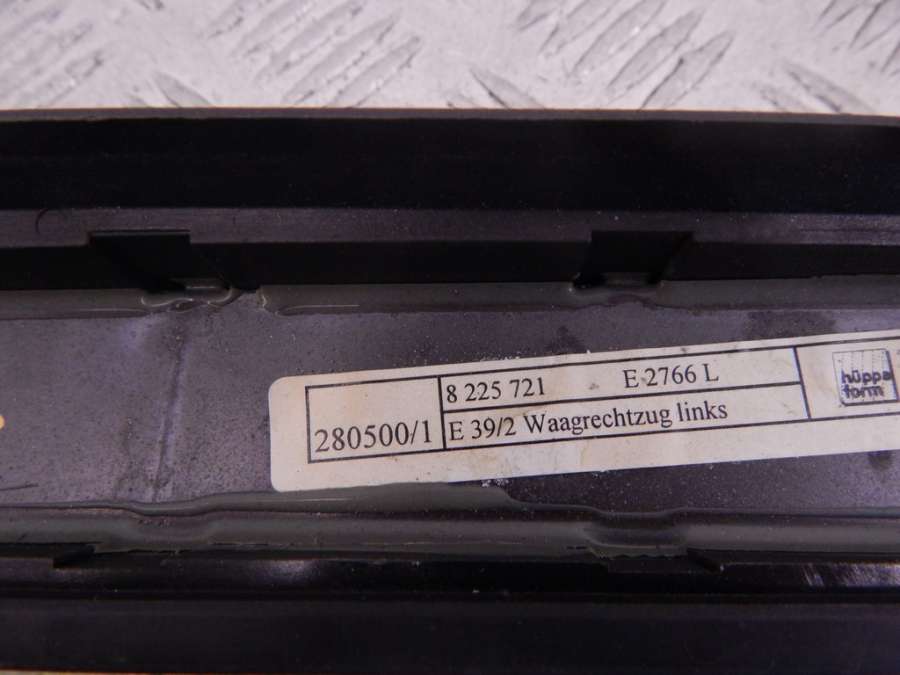 280500/1
8 225 721 E 2766 L
E 39/2 Waagrechtzug links
hüppe
form